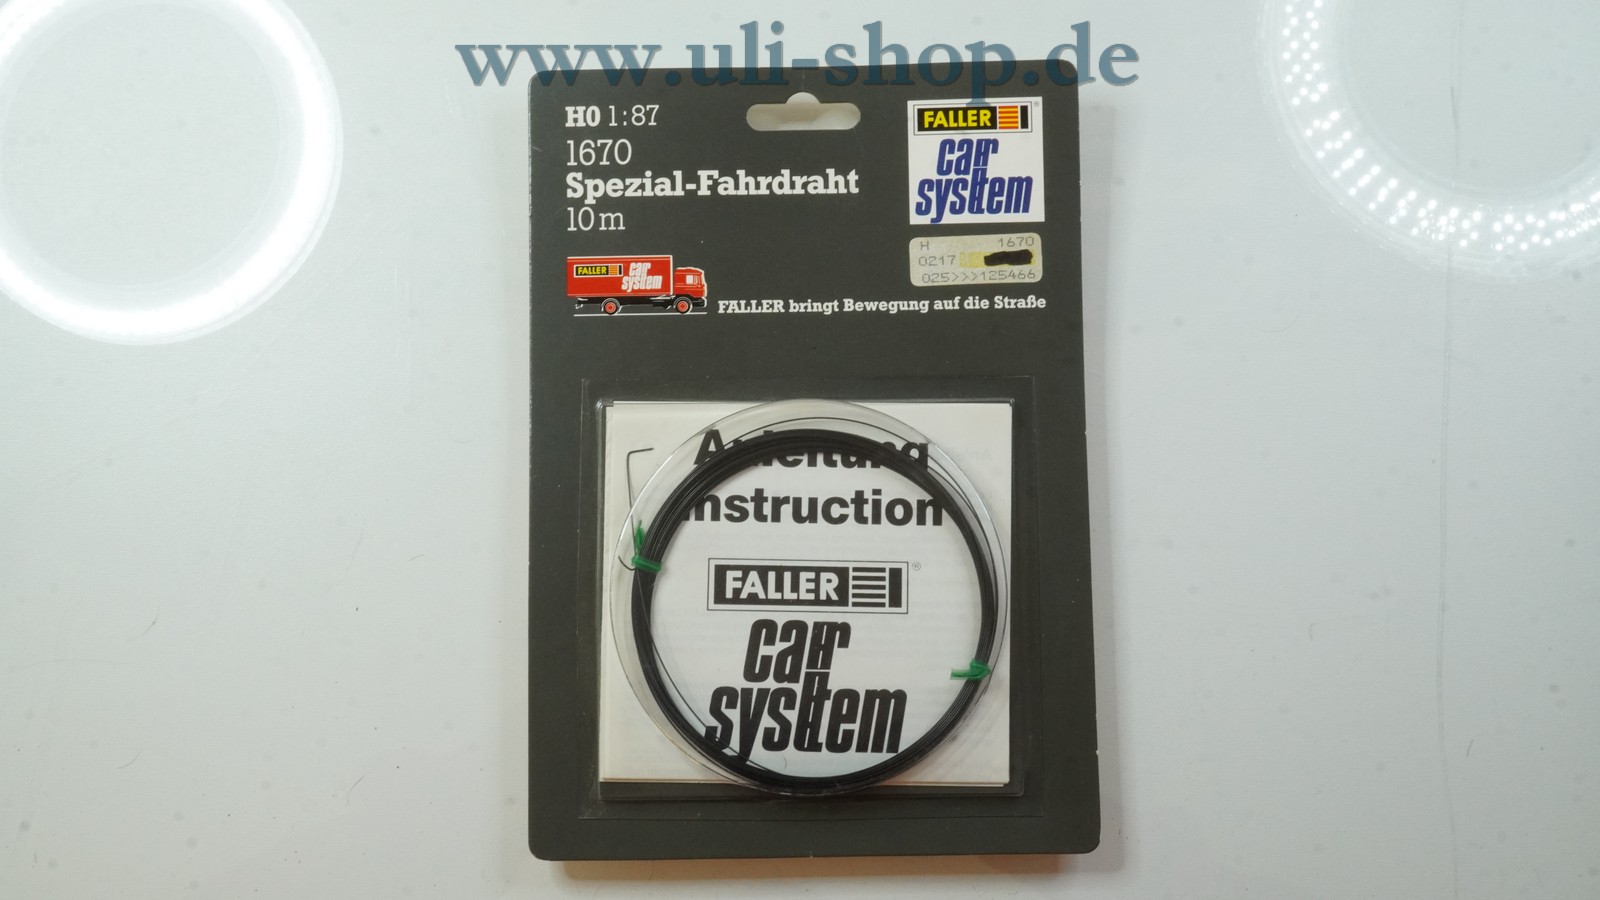 www.uli-shop.de
H0 1:87
1670
Spezial-Fahrdraht
10 m
FALLER ®
car system
H 1670
0217
025>>>125466
FALLER
car system
FALLER bringt Bewegung auf die Straße
Anleitung
Instruction
FALLER ®
car
system